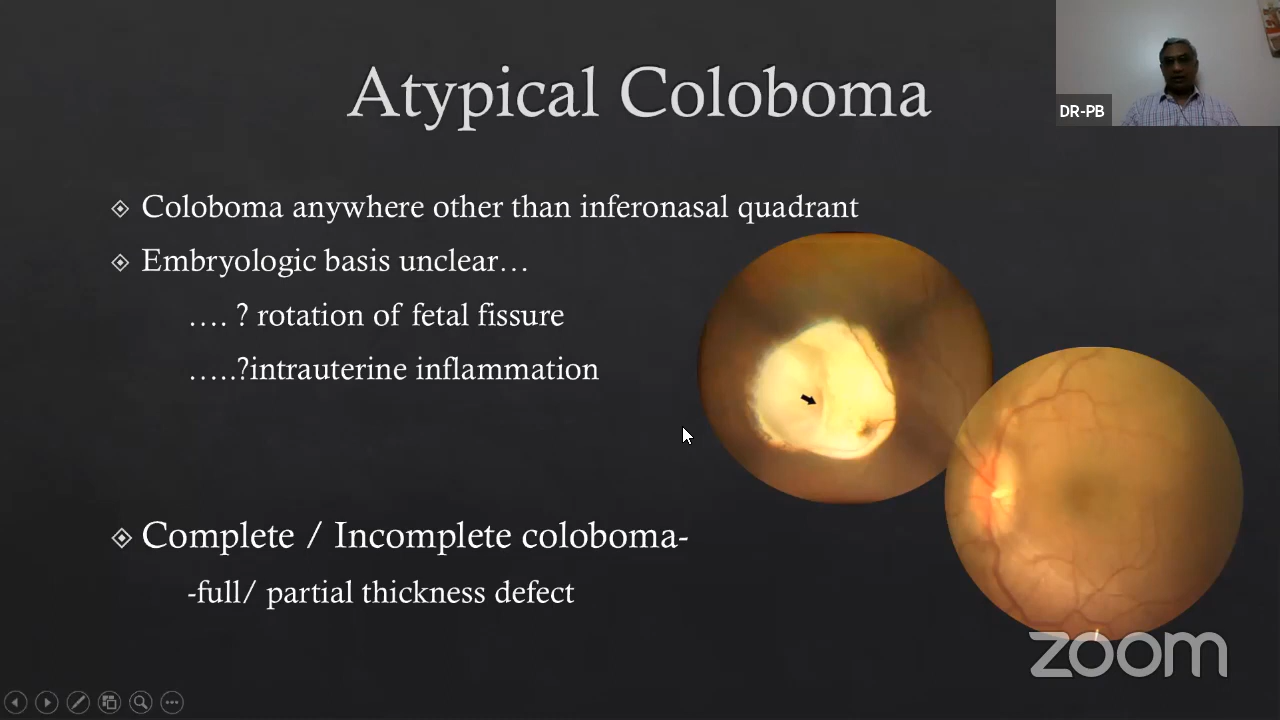 Atypical Coloboma
DR-PB
Coloboma anywhere other than inferonasal quadrant
Embryologic basis unclear…
…. ? rotation of fetal fissure
…..?intrauterine inflammation
Complete / Incomplete coloboma-
-full/ partial thickness defect
zoom